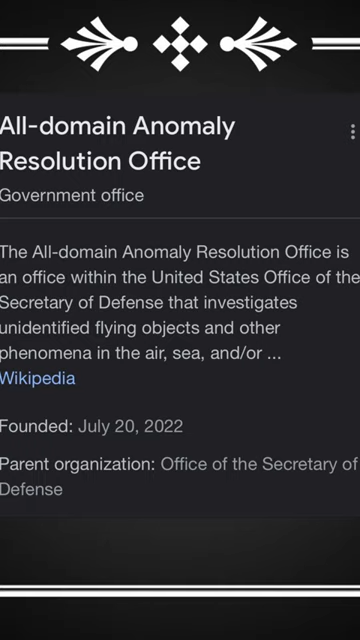 All-domain Anomaly
Resolution Office
Government office
The All-domain Anomaly Resolution Office is
an office within the United States Office of the
Secretary of Defense that investigates
unidentified flying objects and other
phenomena in the air, sea, and/or ...
Wikipedia
Founded: July 20, 2022
Parent organization: Office of the Secretary of
Defense